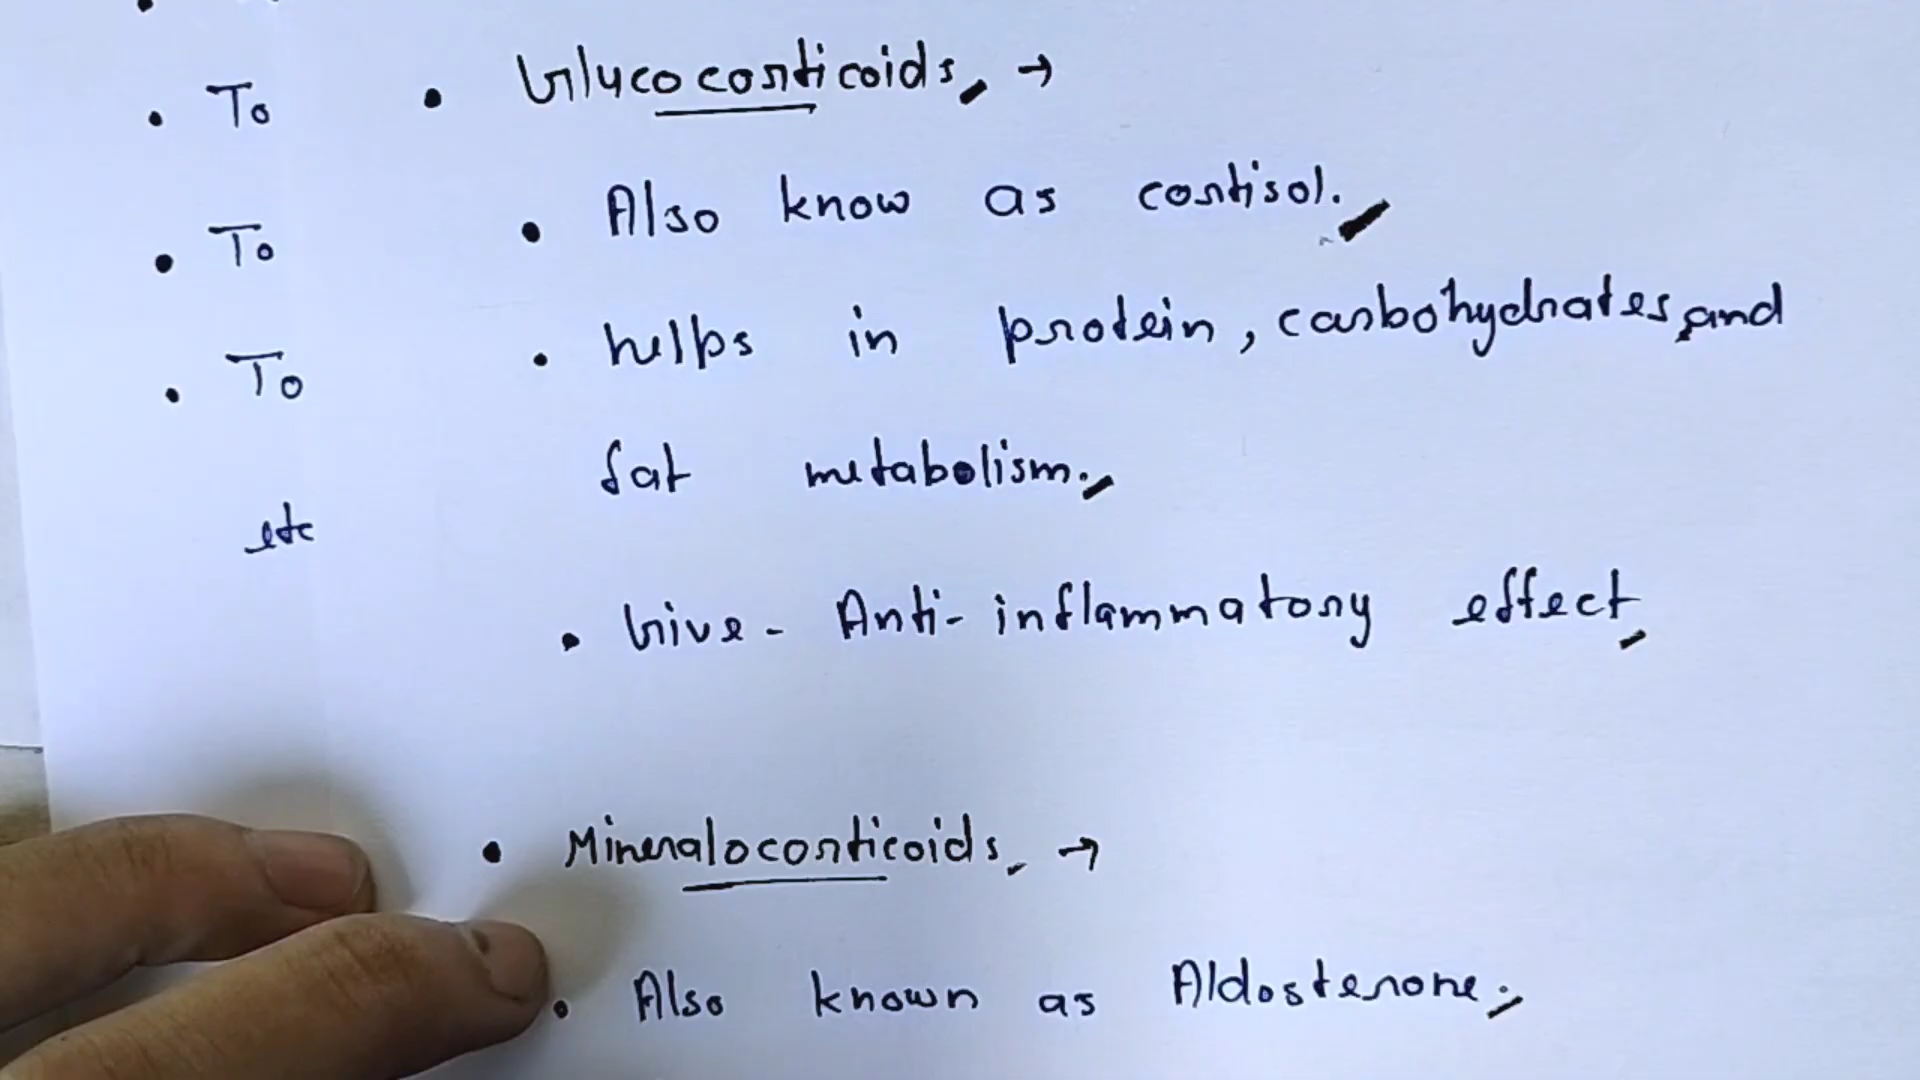 • To
• To
• To
etc
• Glucocorticoids, →
• Also know as cortisol.
• helps in protein, carbohydrates, and
fat metabolism.
• Give - Anti-inflammatory effect
• Mineralocorticoids →
• Also known as Aldosterone.